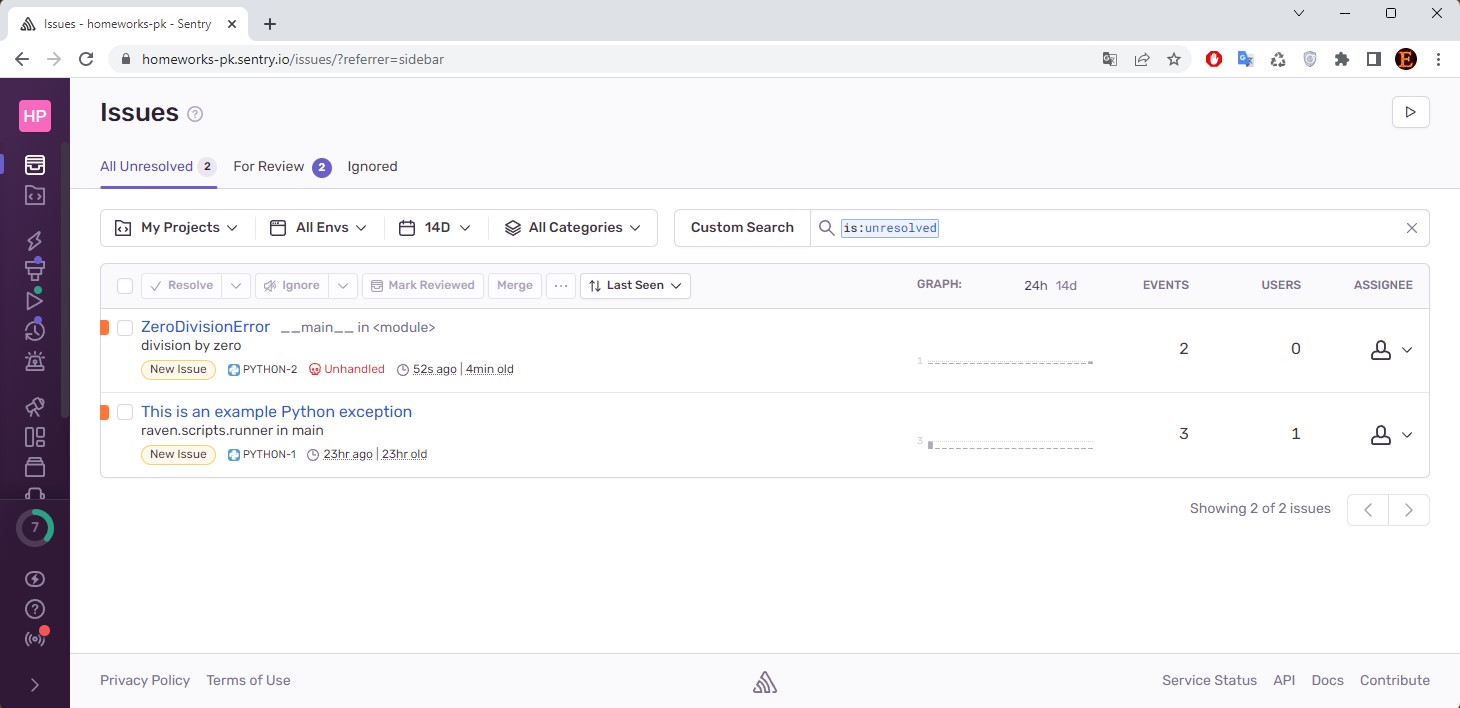 Issues - homeworks-pk - Sentry
homeworks-pk.sentry.io/issues/?referrer=sidebar
E
HP
Issues ?
All Unresolved 2 For Review 2 Ignored
My Projects All Envs 14D All Categories Custom Search is:unresolved
Resolve Ignore Mark Reviewed Merge ... Last Seen GRAPH: 24h 14d EVENTS USERS ASSIGNEE
ZeroDivisionError __main__ in <module>
division by zero
1 2 0
New Issue PYTHON-2 Unhandled 52s ago | 4min old
This is an example Python exception
raven.scripts.runner in main
3 3 1
New Issue PYTHON-1 23hr ago | 23hr old
Showing 2 of 2 issues
7
?
Privacy Policy Terms of Use Service Status API Docs Contribute